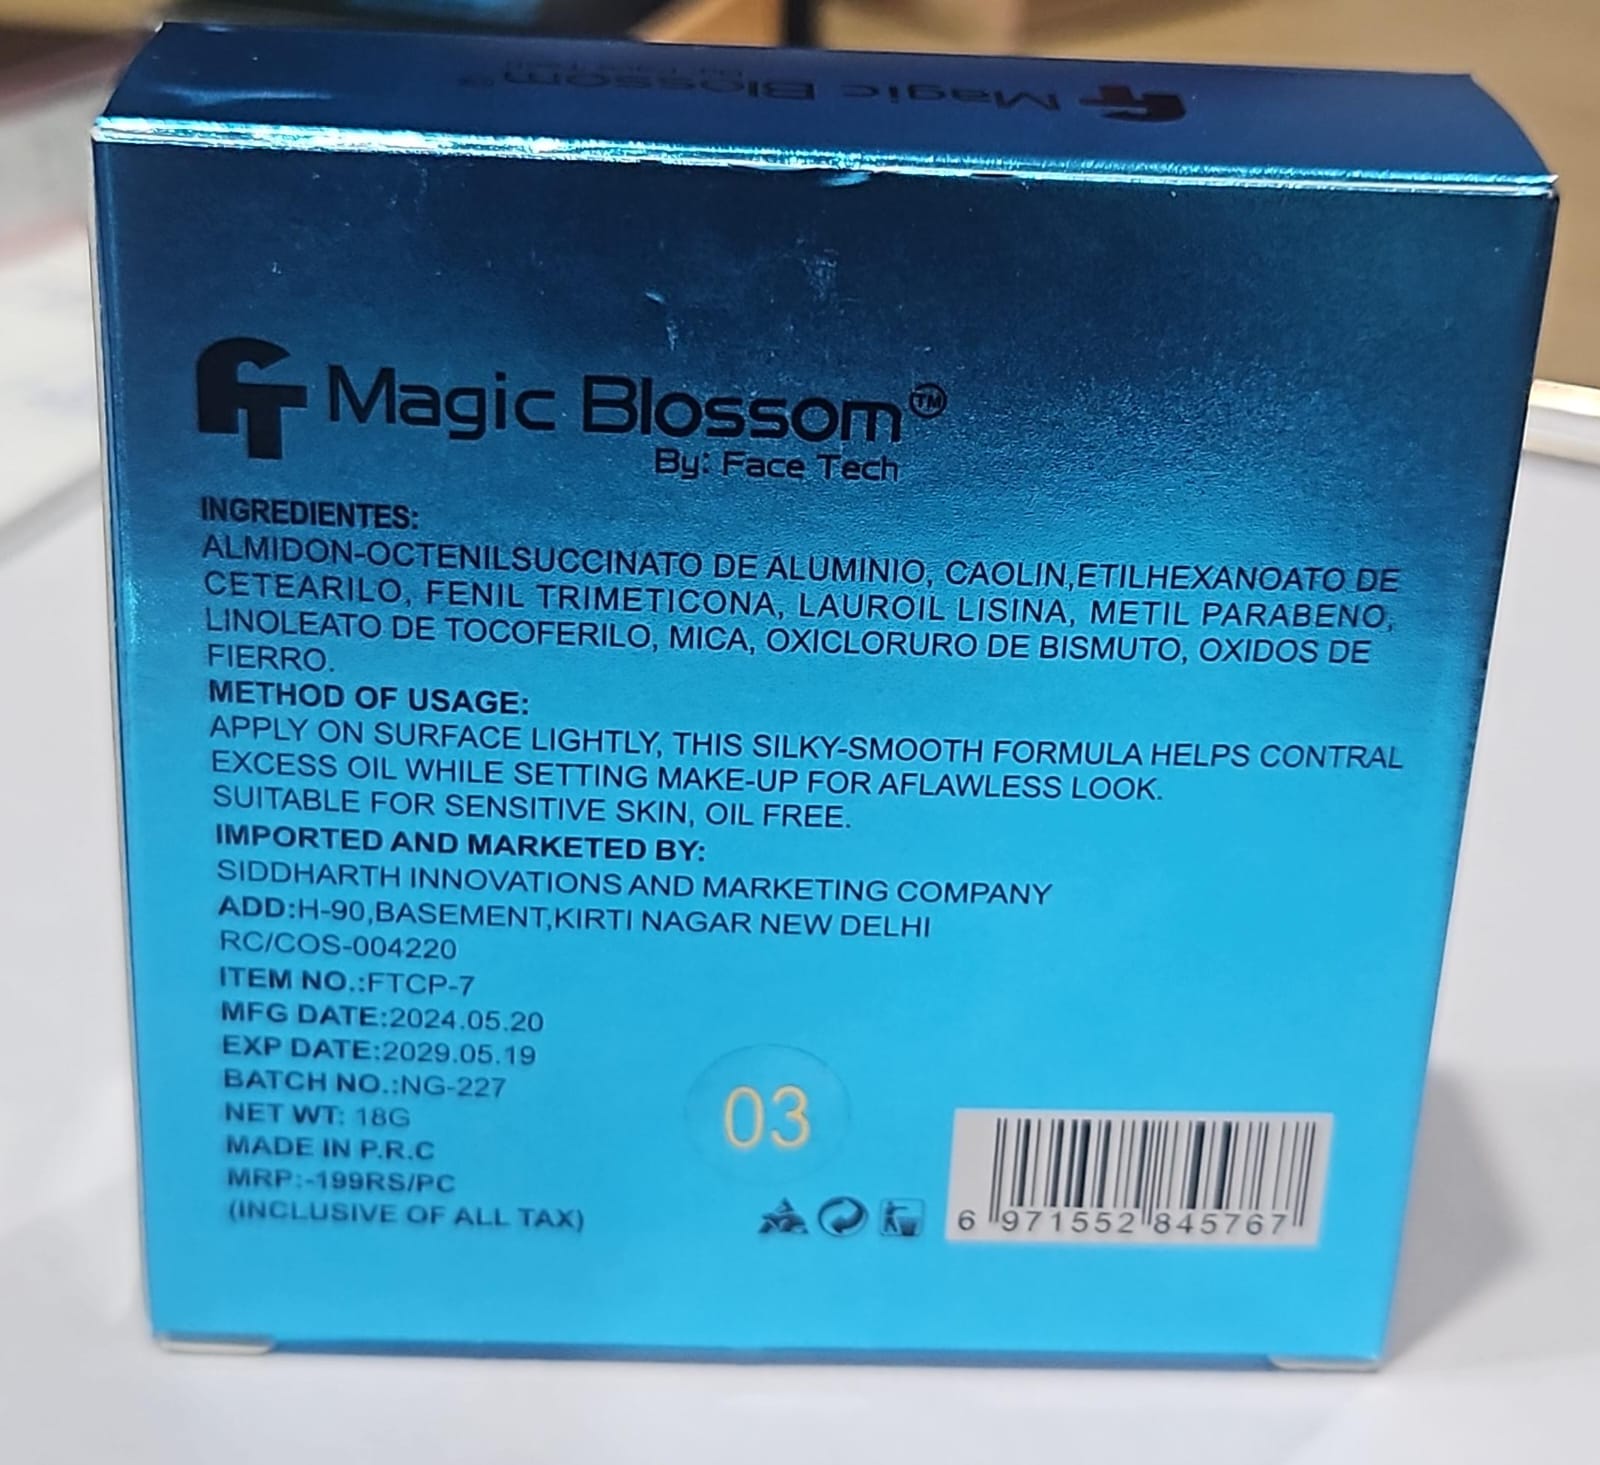 FT Magic Blossom
FT Magic Blossom™
By: Face Tech
INGREDIENTES:
ALMIDON-OCTENILSUCCINATO DE ALUMINIO, CAOLIN,ETILHEXANOATO DE
CETEARILO, FENIL TRIMETICONA, LAUROIL LISINA, METIL PARABENO,
LINOLEATO DE TOCOFERILO, MICA, OXICLORURO DE BISMUTO, OXIDOS DE
FIERRO.
METHOD OF USAGE:
APPLY ON SURFACE LIGHTLY, THIS SILKY-SMOOTH FORMULA HELPS CONTRAL
EXCESS OIL WHILE SETTING MAKE-UP FOR AFLAWLESS LOOK.
SUITABLE FOR SENSITIVE SKIN, OIL FREE.
IMPORTED AND MARKETED BY:
SIDDHARTH INNOVATIONS AND MARKETING COMPANY
ADD:H-90,BASEMENT,KIRTI NAGAR NEW DELHI
RC/COS-004220
ITEM NO.:FTCP-7
MFG DATE:2024.05.20
EXP DATE:2029.05.19
BATCH NO.:NG-227
NET WT: 18G
MADE IN P.R.C
MRP:-199RS/PC
(INCLUSIVE OF ALL TAX)
03
6 971552 845767